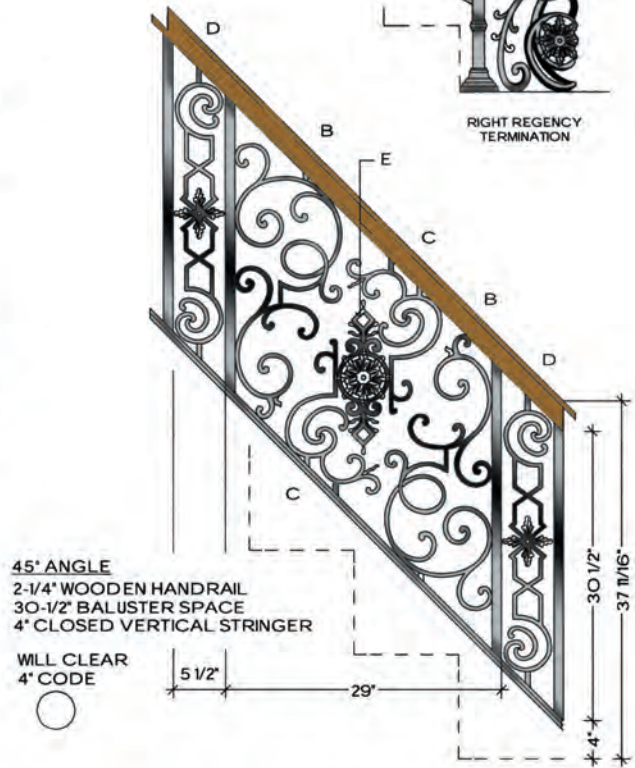 RIGHT REGENCY
TERMINATION
D
B
E
C
B
D
C
45° ANGLE
2-1/4" WOODEN HANDRAIL
30-1/2" BALUSTER SPACE
4" CLOSED VERTICAL STRINGER
WILL CLEAR
4" CODE
5 1/2"
29"
30 1/2"
37 11/16"
4"